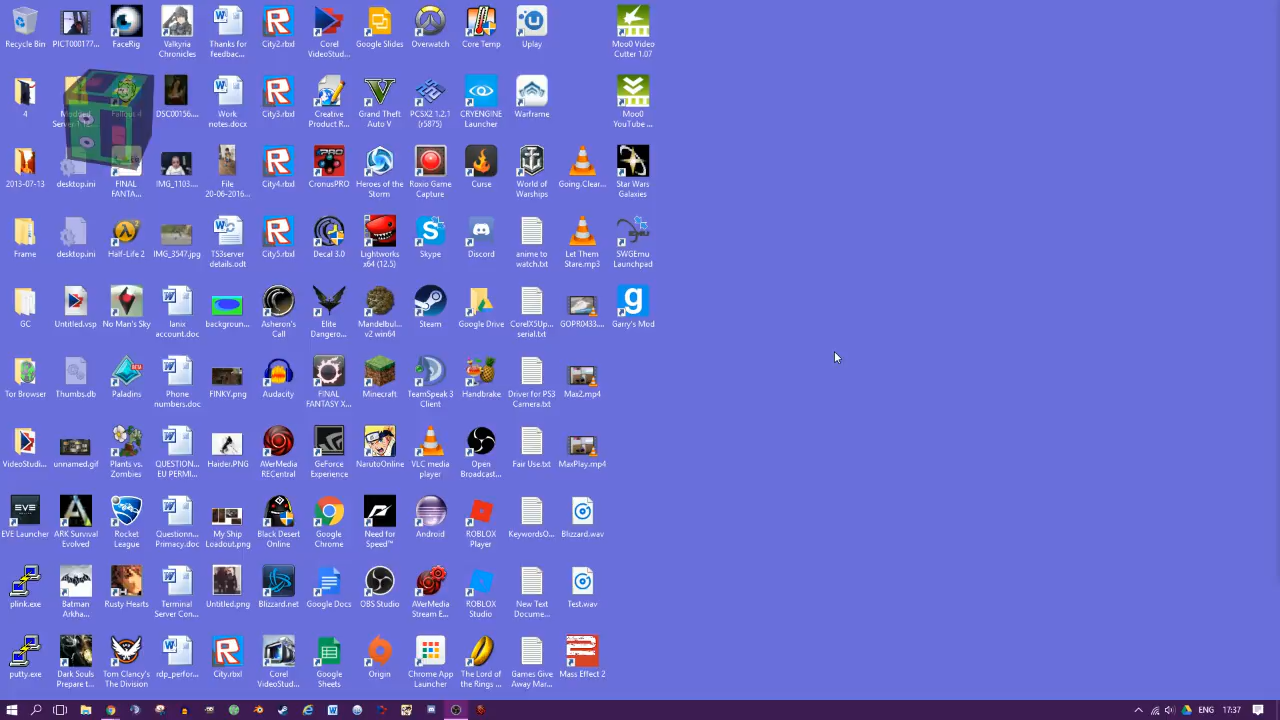 Recycle Bin
PICT000177...
FaceRig
Valkyria
Chronicles
Thanks for
feedbac...
City2.rbxl
Corel
VideoStud...
Google Slides
Overwatch
Core Temp
Uplay
Moo0 Video
Cutter 1.07
4
Server 1.12...
Fallout 4
DSC00156....
Work
notes.docx
City3.rbxl
Creative
Product R...
Grand Theft
Auto V
PCSX2 1.2.1
(r5875)
CRYENGINE
Launcher
Warframe
Moo0
YouTube ...
2013-07-13
desktop.ini
FINAL
FANTA...
IMG_1103....
File
20-06-2016...
City4.rbxl
CronusPRO
Heroes of the
Storm
Roxio Game
Capture
Curse
World of
Warships
Going.Clear...
Star Wars
Galaxies
Frame
desktop.ini
Half-Life 2
IMG_3547.jpg
TS3server
details.odt
City5.rbxl
Decal 3.0
Lightworks
x64 (12.5)
Skype
Discord
anime to
watch.txt
Let Them
Stare.mp3
SWGEmu
Launchpad
GC
Untitled.vsp
No Man's Sky
lanix
account.doc
backgroun...
Asheron's
Call
Elite
Dangero...
Mandelbul...
v2 win64
Steam
Google Drive
CorelX5Up...
serial.txt
GOPR0433....
Garry's Mod
Tor Browser
Thumbs.db
Paladins
Phone
numbers.doc
FINKY.png
Audacity
FINAL
FANTASY X...
Minecraft
TeamSpeak 3
Client
Handbrake
Driver for PS3
Camera.txt
Max2.mp4
VideoStudi...
unnamed.gif
Plants vs.
Zombies
QUESTION...
EU PERMI...
Haider.PNG
AVerMedia
RECentral
GeForce
Experience
NarutoOnline
VLC media
player
Open
Broadcast...
Fair Use.txt
MaxPlay.mp4
EVE Launcher
ARK Survival
Evolved
Rocket
League
Questionn...
Primacy.doc
My Ship
Loadout.png
Black Desert
Online
Google
Chrome
Need for
Speed™
Android
ROBLOX
Player
KeywordsO...
Blizzard.wav
plink.exe
Batman
Arkha...
Rusty Hearts
Terminal
Server Con...
Untitled.png
Blizzard.net
Google Docs
OBS Studio
AVerMedia
Stream E...
ROBLOX
Studio
New Text
Docume...
Test.wav
putty.exe
Dark Souls
Prepare t...
Tom Clancy's
The Division
rdp_perfor...
City.rbxl
Corel
VideoStud...
Google
Sheets
Origin
Chrome App
Launcher
The Lord of
the Rings ...
Games Give
Away Mar...
Mass Effect 2
ENG
17:37